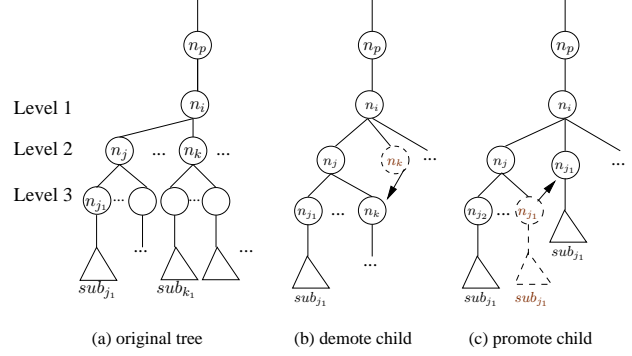 n_p n_p n_p
Level 1 n_i n_i n_i
Level 2 n_j ... n_k ... n_j n_k ... n_j n_{j_1} ...
Level 3 n_{j_1} ... n_{j_1} ... n_k n_{j_2} ... n_{j_1}
... ... ... ...
sub_{j_1} sub_{k_1} sub_{j_1} sub_{j_1} sub_{j_1}
(a) original tree (b) demote child (c) promote child